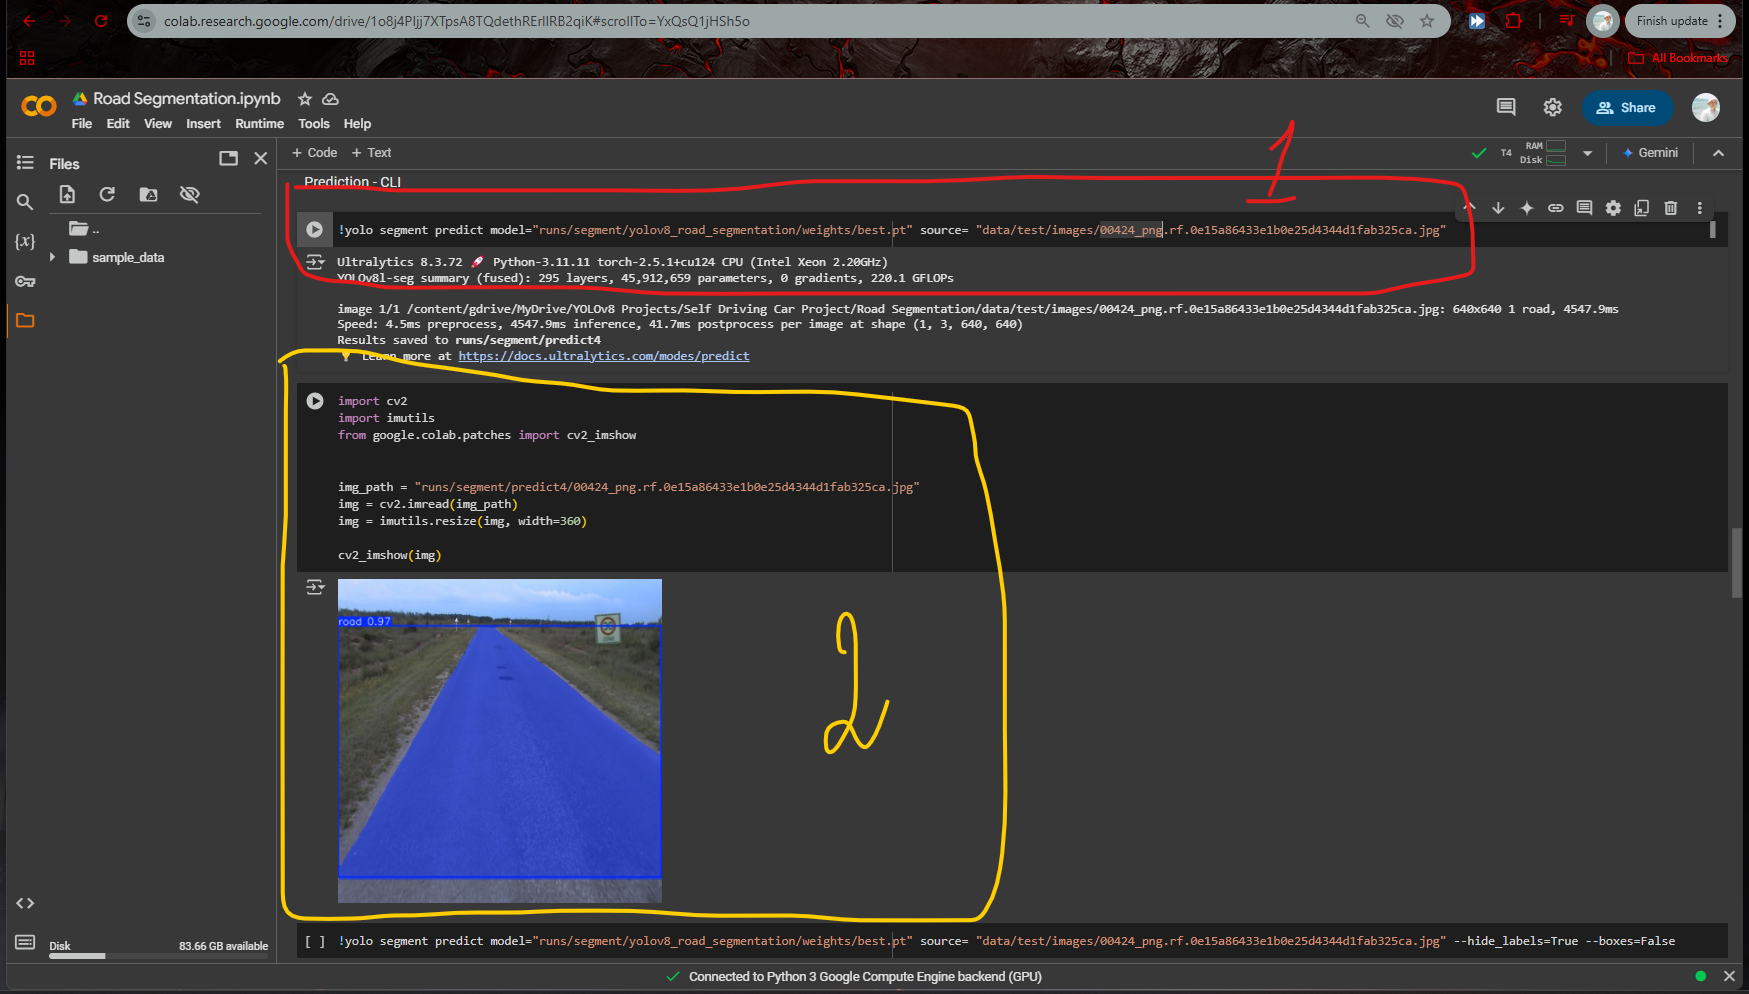 colab.research.google.com/drive/1o8j4Pljj7XTpsA8TQdethRErllRB2qiK#scrollTo=YxQsQ1jHSh5o
Finish update
All Bookmarks
Road Segmentation.ipynb
File Edit View Insert Runtime Tools Help
Share
Files
+ Code + Text
T4 RAM
Disk
Gemini
..
sample_data
Prediction - CLI
1
!yolo segment predict model="runs/segment/yolov8_road_segmentation/weights/best.pt" source= "data/test/images/00424_png.rf.0e15a86433e1b0e25d4344d1fab325ca.jpg"
Ultralytics 8.3.72 🚀 Python-3.11.11 torch-2.5.1+cu124 CPU (Intel Xeon 2.20GHz)
YOLOv8l-seg summary (fused): 295 layers, 45,912,659 parameters, 0 gradients, 220.1 GFLOPs
image 1/1 /content/gdrive/MyDrive/YOLOv8 Projects/Self Driving Car Project/Road Segmentation/data/test/images/00424_png.rf.0e15a86433e1b0e25d4344d1fab325ca.jpg: 640x640 1 road, 4547.9ms
Speed: 4.5ms preprocess, 4547.9ms inference, 41.7ms postprocess per image at shape (1, 3, 640, 640)
Results saved to runs/segment/predict4
💡 Learn more at https://docs.ultralytics.com/modes/predict
import cv2
import imutils
from google.colab.patches import cv2_imshow
img_path = "runs/segment/predict4/00424_png.rf.0e15a86433e1b0e25d4344d1fab325ca.jpg"
img = cv2.imread(img_path)
img = imutils.resize(img, width=360)
cv2_imshow(img)
road 0.97
2
[ ] !yolo segment predict model="runs/segment/yolov8_road_segmentation/weights/best.pt" source= "data/test/images/00424_png.rf.0e15a86433e1b0e25d4344d1fab325ca.jpg" --hide_labels=True --boxes=False
Disk 83.66 GB available
Connected to Python 3 Google Compute Engine backend (GPU)